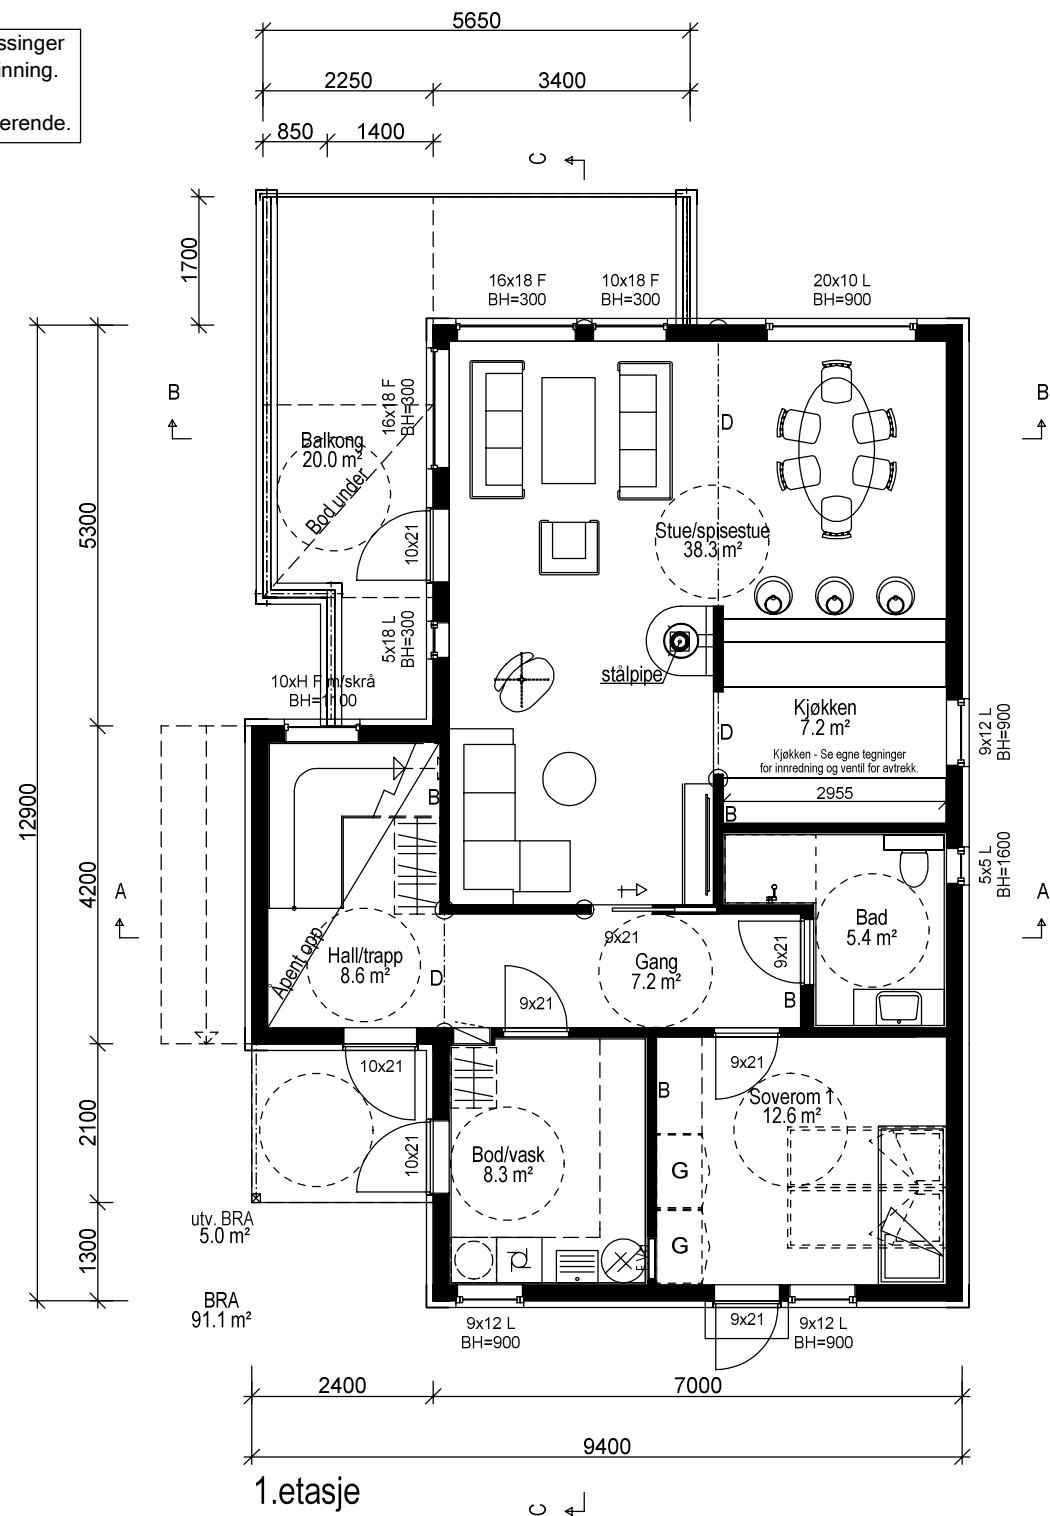 ssinger
inning.
erende.
5650
2250
3400
850
1400
C
1700
16x18 F
BH=300
10x18 F
BH=300
20x10 L
BH=900
B
B
16x18 F
BH=300
D
Balkong
20.0 m²
Bod under
10x21
Stue/spisestue
38.3 m²
5300
5x18 L
BH=300
stålpipe
10xH F m/skrå
BH=1100
Kjøkken
7.2 m²
D
9x12 L
BH=900
Kjøkken - Se egne tegninger
for innredning og ventil for avtrekk.
2955
B
B
12900
4200
A
A
5x5 L
BH=1600
Bad
5.4 m²
Åpent opp
Hall/trapp
8.6 m²
D
9x21
Gang
7.2 m²
9x21
B
9x21
10x21
9x21
B
Soverom 1
12.6 m²
2100
10x21
Bod/vask
8.3 m²
G
G
utv. BRA
5.0 m²
1300
BRA
91.1 m²
9x12 L
BH=900
9x21
9x12 L
BH=900
2400
7000
9400
1.etasje
C